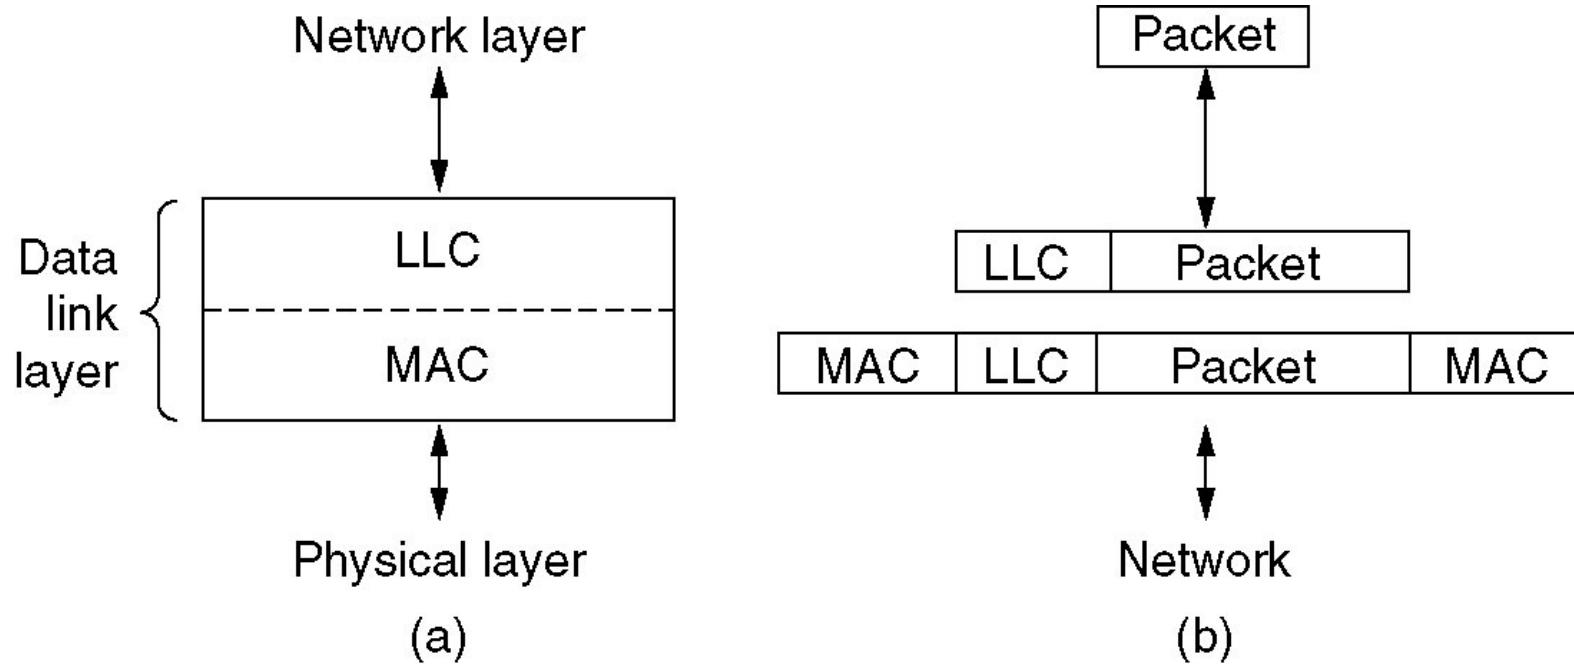 Network layer
Data
link
layer
LLC
MAC
Physical layer
(a)
Packet
LLC Packet
MAC LLC Packet MAC
Network
(b)